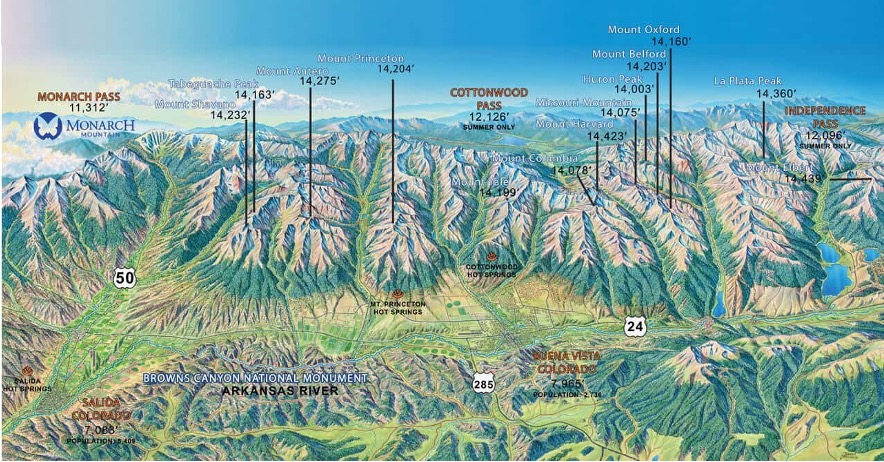 Mount Oxford
14,160'
Mount Belford
14,203'
Mount Princeton
14,204'
Mount Antero
14,275'
Huron Peak
14,003'
La Plata Peak
14,360'
Tabeguache Peak
14,163'
MONARCH PASS
11,312'
COTTONWOOD
PASS
12,126'
SUMMER ONLY
Mount Shavano
14,232'
Missouri Mountain
14,075'
INDEPENDENCE
PASS
12,096'
SUMMER ONLY
MONARCH
MOUNTAIN
Mount Harvard
14,423'
Mount Columbia
14,078'
Mount Yale
14,199
Mount Elbert
14,439'
50
COTTONWOOD
HOT SPRINGS
MT. PRINCETON
HOT SPRINGS
24
BUENA VISTA
COLORADO
7,965'
POPULATION:
SALIDA
HOT SPRINGS
BROWNS CANYON NATIONAL MONUMENT
ARKANSAS RIVER
285
SALIDA
COLORADO
7,083'
POPULATION: 5,409